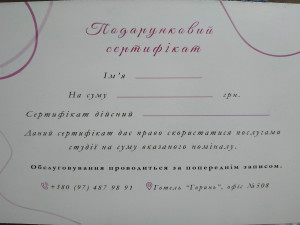 Подарунковий
сертифікат
Ім'я
На суму грн.
Сертифікат дійсний
Даний сертифікат дає право скористатися послугами
студії на суму вказаного номіналу.
Обслуговування проводиться за попереднім записом.
+380 (97) 487 98 91 Готель "Горинь", офіс №508